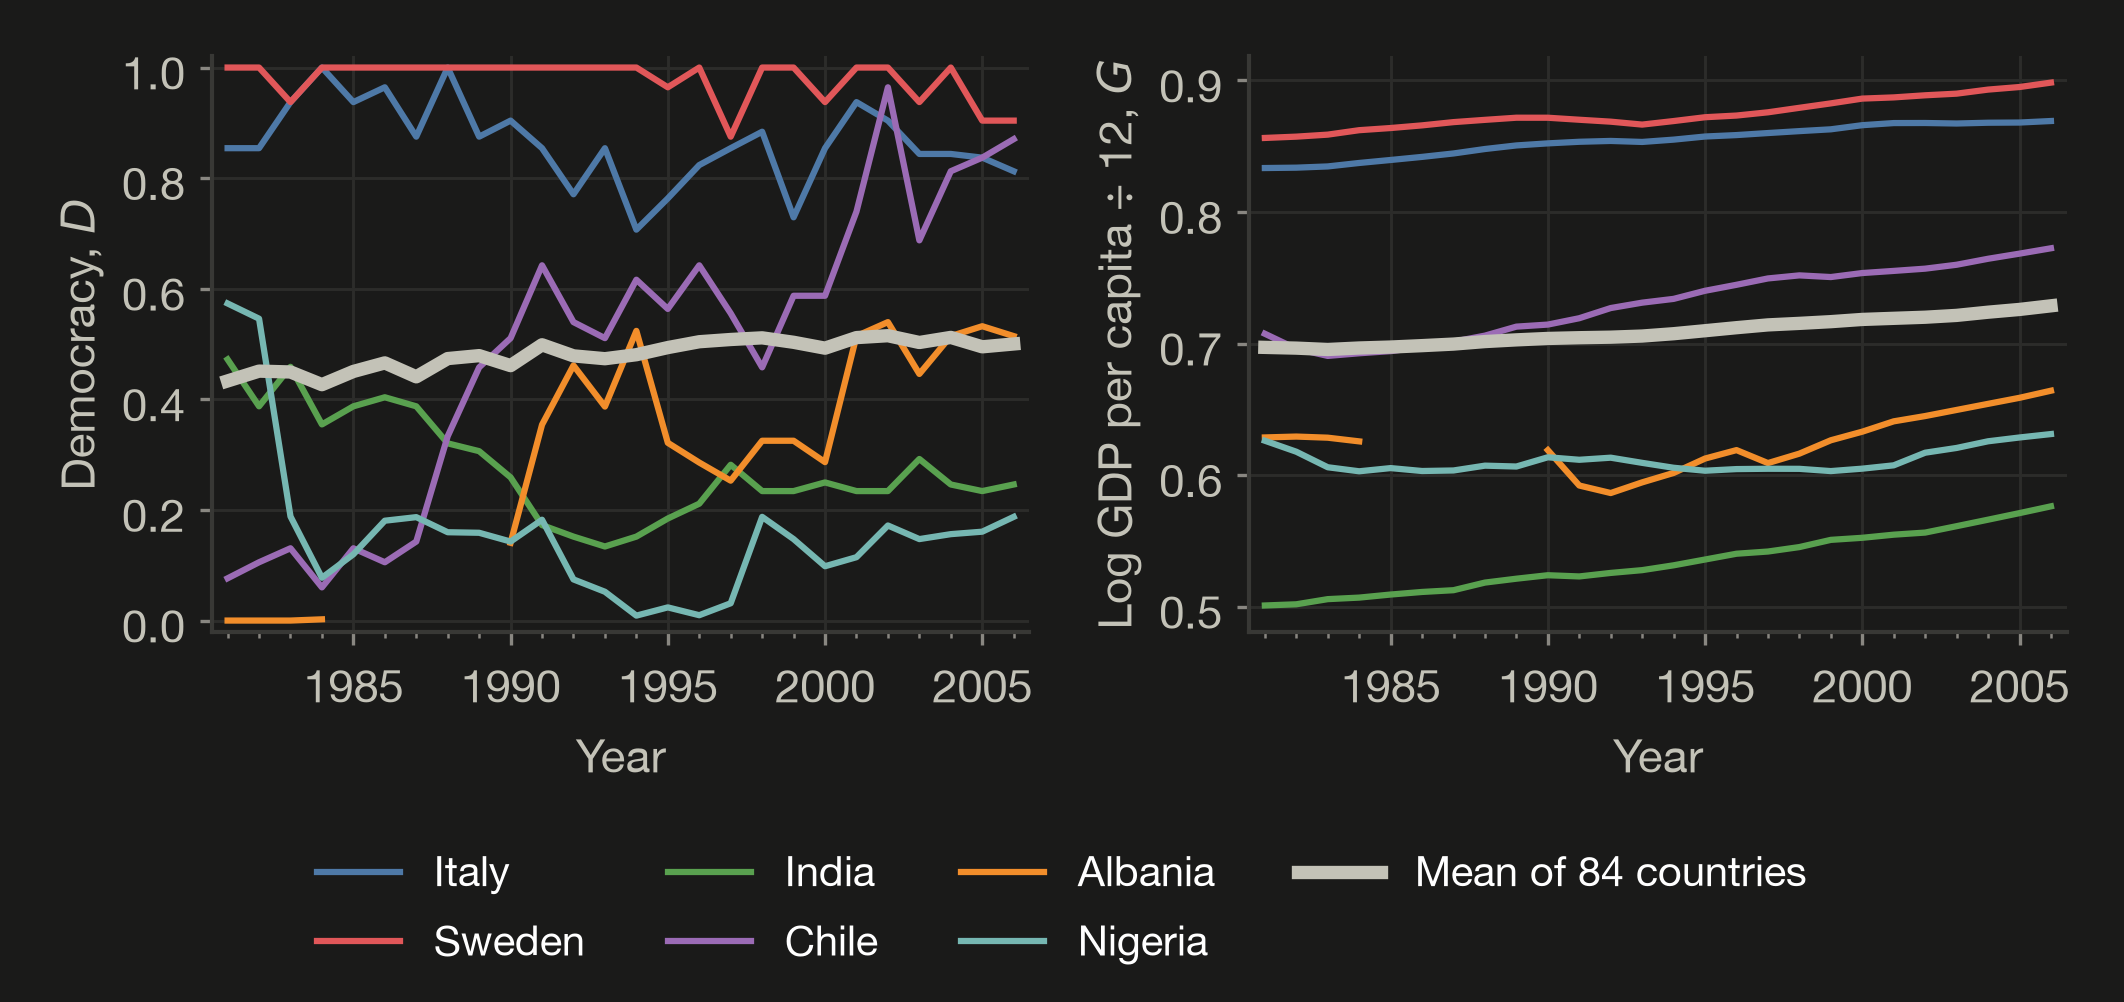 Democracy, D
1.0
0.8
0.6
0.4
0.2
0.0
1985 1990 1995 2000 2005
Year
Log GDP per capita ÷ 12, G
0.9
0.8
0.7
0.6
0.5
1985 1990 1995 2000 2005
Year
Italy India Albania Mean of 84 countries
Sweden Chile Nigeria